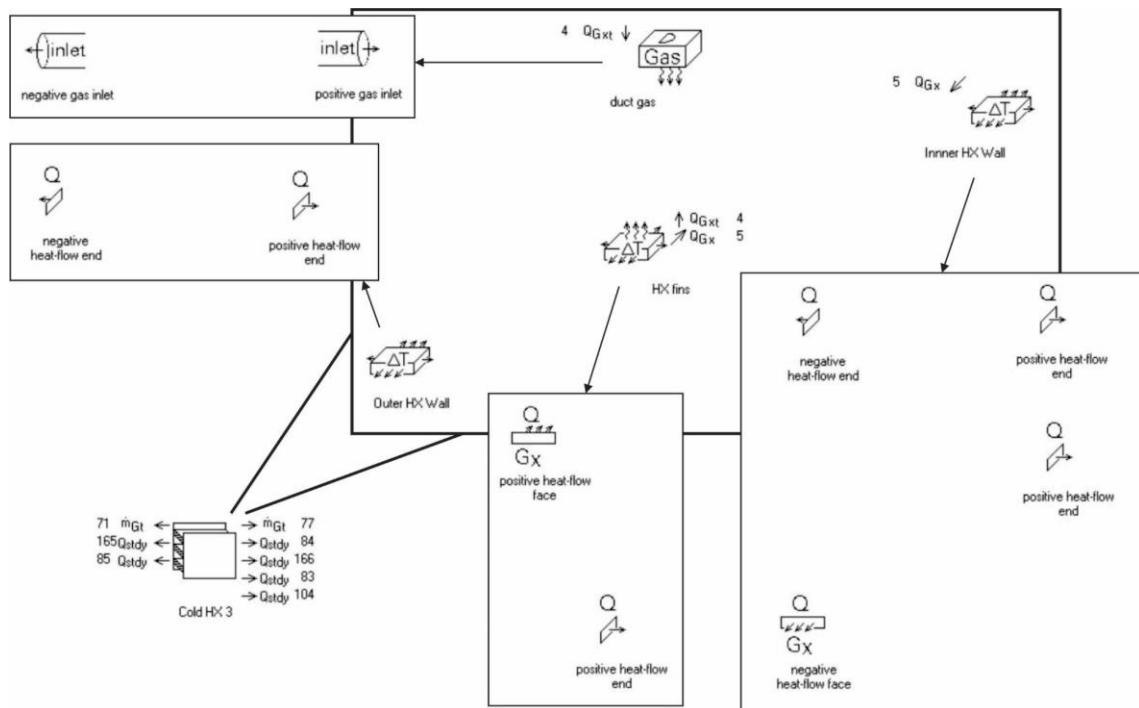 inlet
inlet
negative gas inlet
positive gas inlet
4 QGxt
Gas
duct gas
5 QGx
ΔT
Innner HX Wall
Q
Q
negative
heat-flow end
positive heat-flow
end
ΔT
QGxt 4
QGx 5
HX fins
ΔT
Outer HX Wall
Q
Q
negative
heat-flow end
positive heat-flow
end
Q
positive heat-flow
end
Q
Gx
negative
heat-flow face
Q
Gx
positive heat-flow
face
Q
positive heat-flow
end
71 ṁGt
ṁGt 77
165 Qstdy
Qstdy 84
85 Qstdy
Qstdy 166
Qstdy 83
Qstdy 104
Cold HX 3